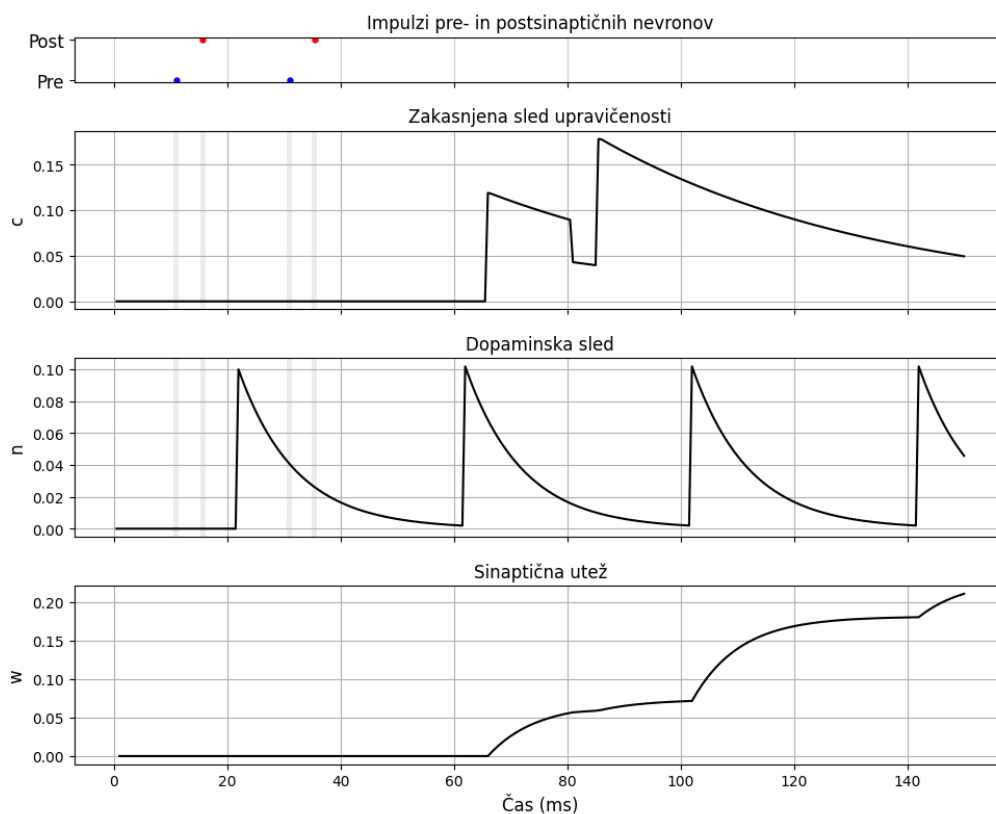 Impulzi pre- in postsinaptičnih nevronov
Post
Pre
Zakasnjena sled upravičenosti
0.15
0.10
0.05
0.00
c
Dopaminska sled
0.10
0.08
0.06
0.04
0.02
0.00
n
Sinaptična utež
0.20
0.15
0.10
0.05
0.00
w
0 20 40 60 80 100 120 140
Čas (ms)